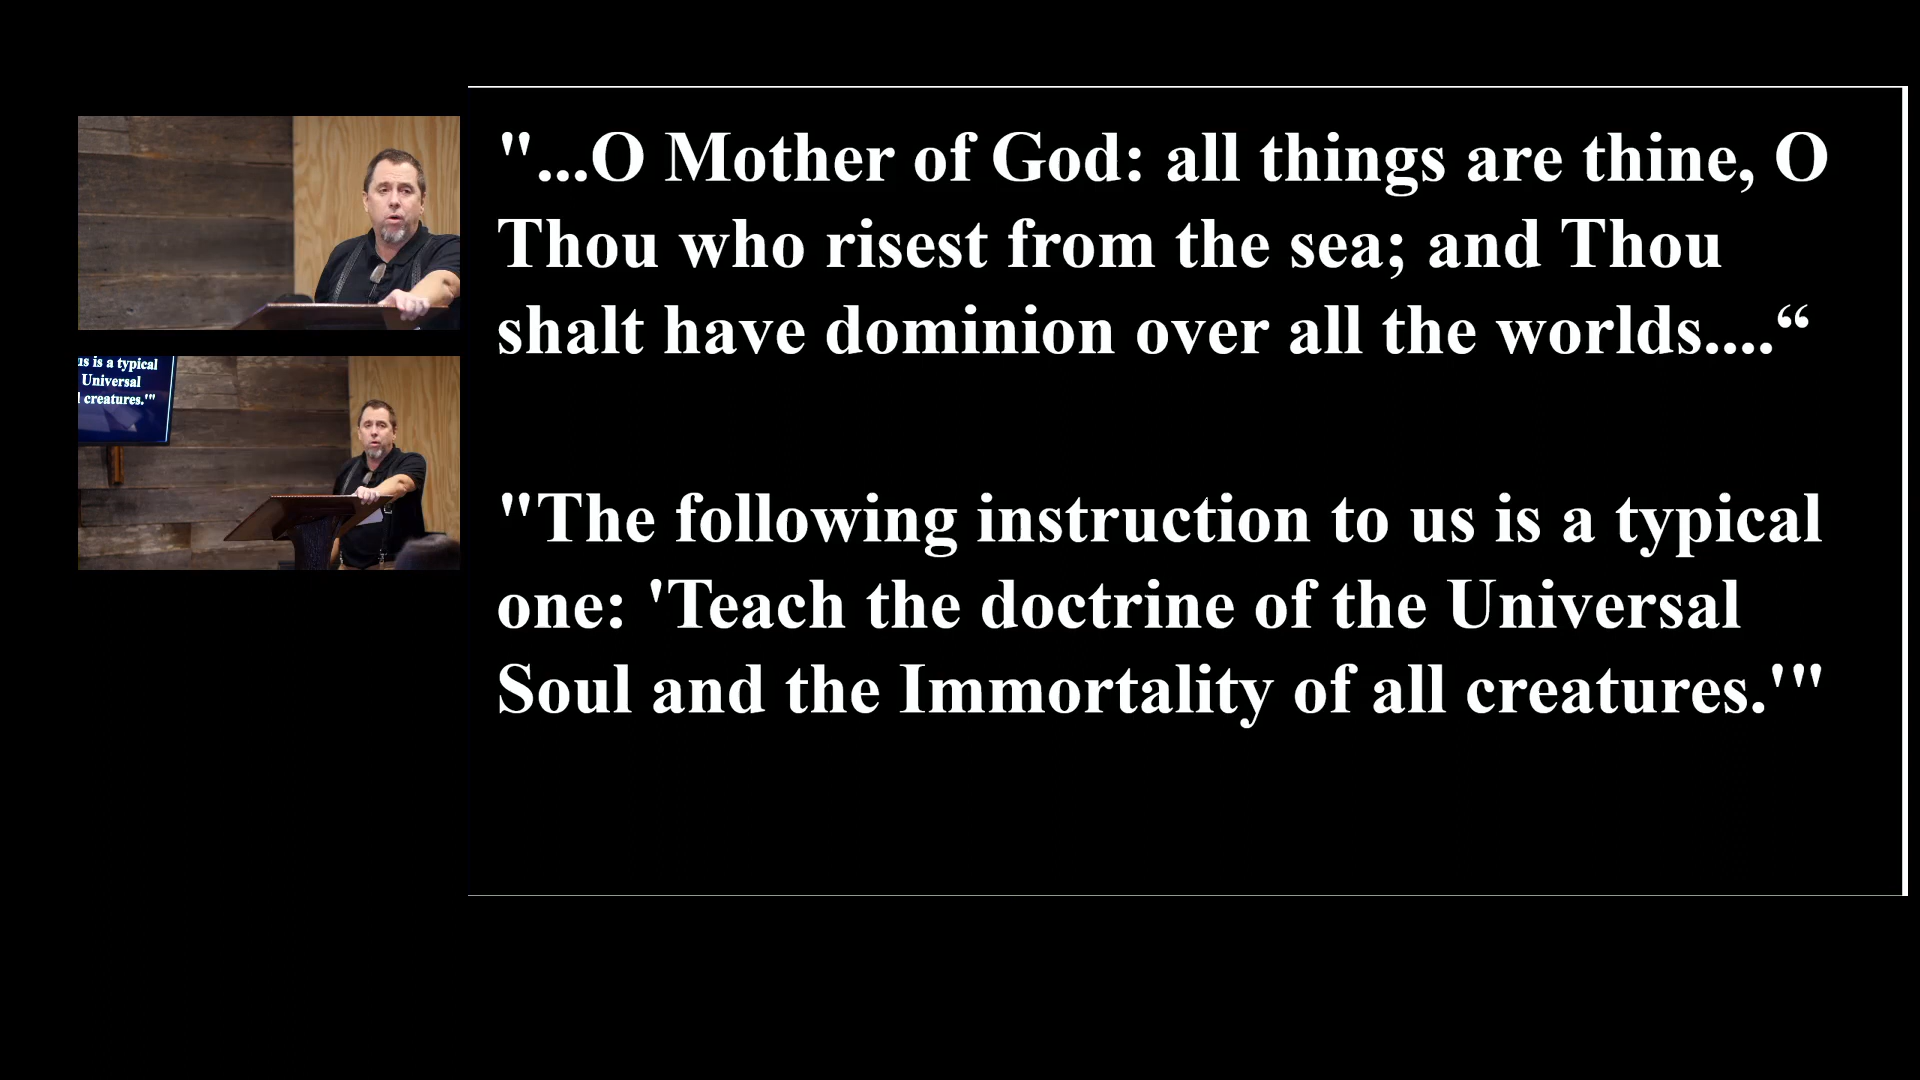 "...O Mother of God: all things are thine, O
Thou who risest from the sea; and Thou
shalt have dominion over all the worlds....“
"The following instruction to us is a typical
one: 'Teach the doctrine of the Universal
Soul and the Immortality of all creatures.'"
us is a typical
Universal
creatures.'"